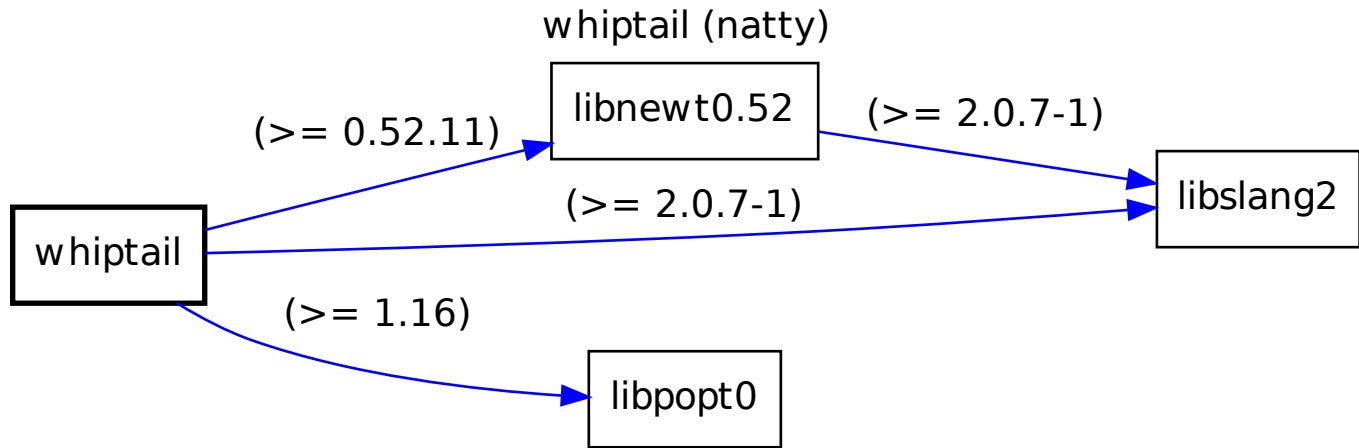 whiptail (natty)
libnewt0.52
(>= 2.0.7-1)
(>= 0.52.11)
libslang2
(>= 2.0.7-1)
whiptail
(>= 1.16)
libpopt0